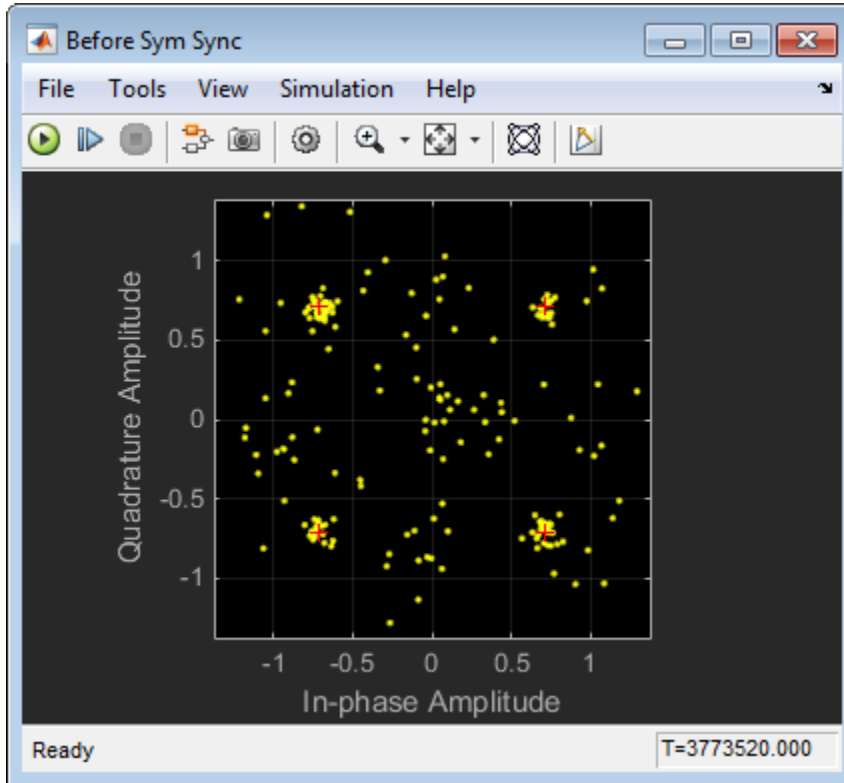 Before Sym Sync
File Tools View Simulation Help
Quadrature Amplitude
1
0.5
0
-0.5
-1
-1 -0.5 0 0.5 1
In-phase Amplitude
Ready T=3773520.000